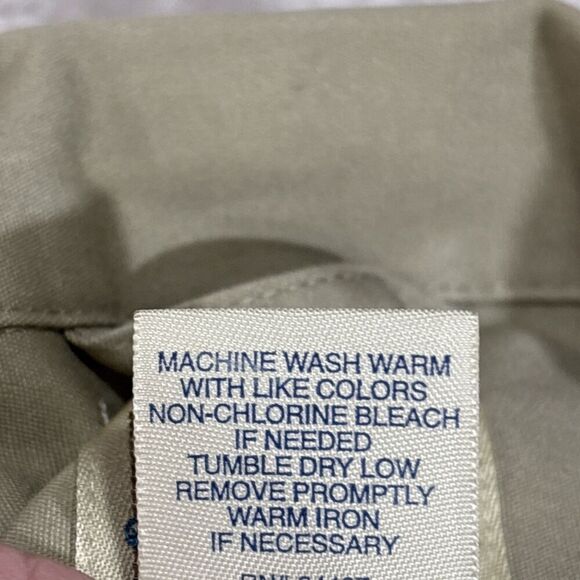 MACHINE WASH WARM
WITH LIKE COLORS
NON-CHLORINE BLEACH
IF NEEDED
TUMBLE DRY LOW
REMOVE PROMPTLY
WARM IRON
IF NECESSARY